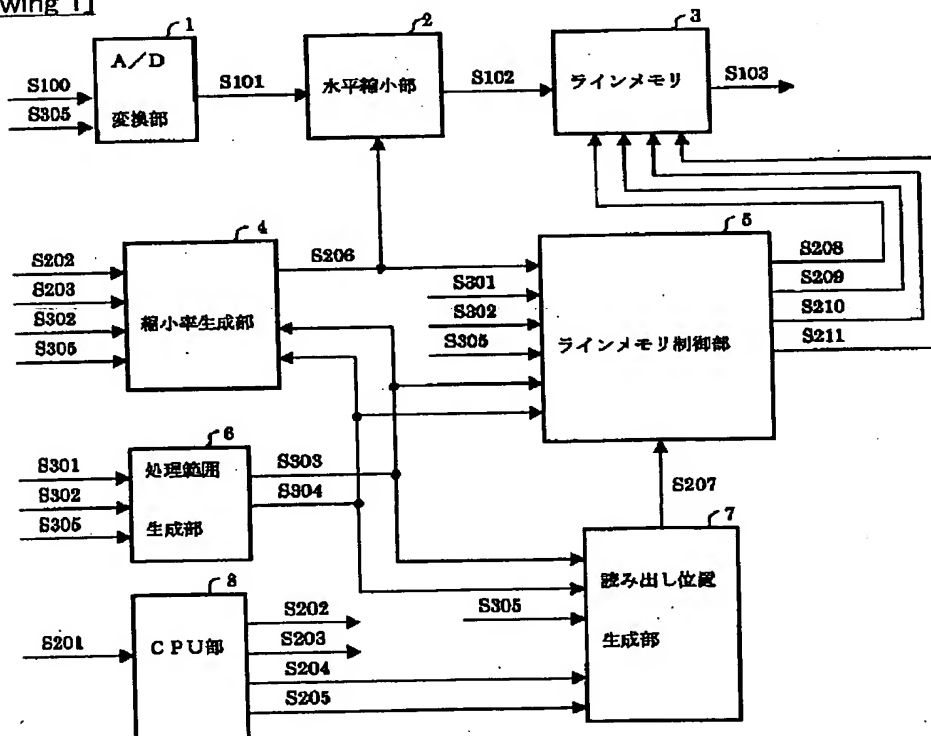 wing 1]
1
A/D
変換部
S100
S305
S101
2
水平縮小部
S102
3
ラインメモリ
S103
4
縮小率生成部
S202
S203
S302
S305
S206
5
ラインメモリ制御部
S301
S302
S305
S208
S209
S210
S211
6
処理範囲
生成部
S301
S302
S305
S303
S304
S207
7
読み出し位置
生成部
S305
8
CPU部
S201
S202
S203
S204
S205